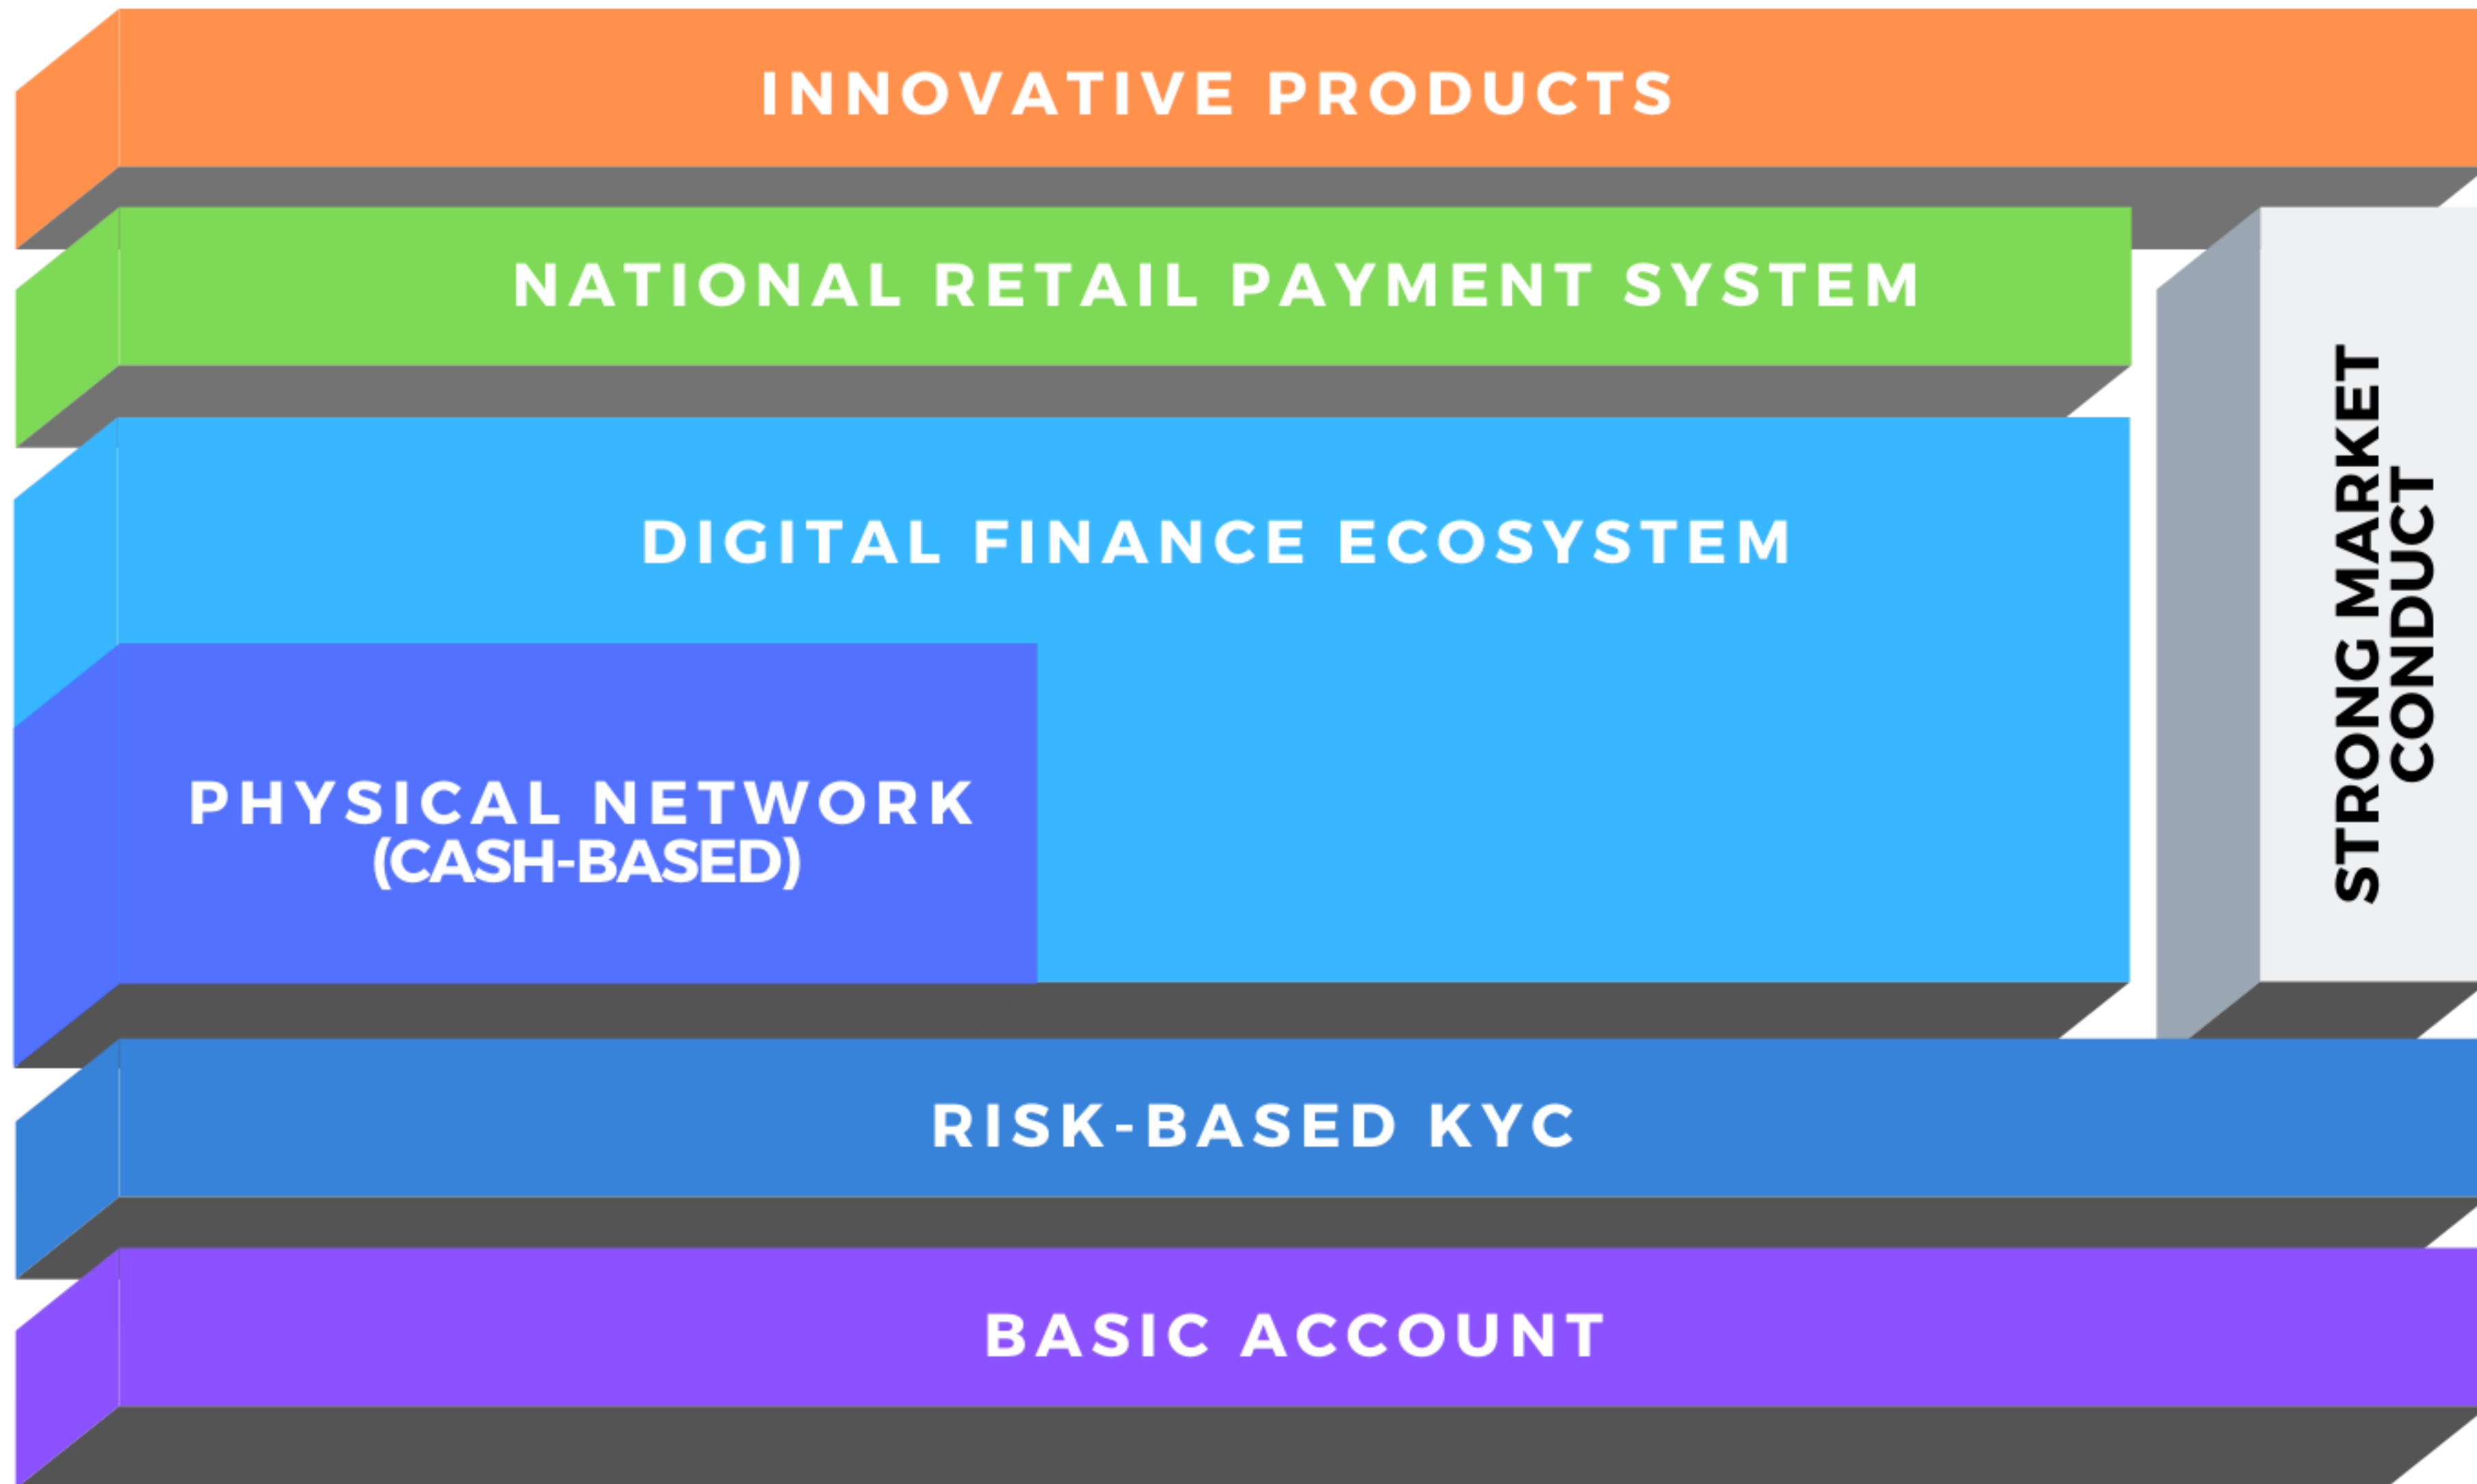 INNOVATIVE PRODUCTS
NATIONAL RETAIL PAYMENT SYSTEM
DIGITAL FINANCE ECOSYSTEM
PHYSICAL NETWORK
(CASH-BASED)
STRONG MARKET
CONDUCT
RISK-BASED KYC
BASIC ACCOUNT